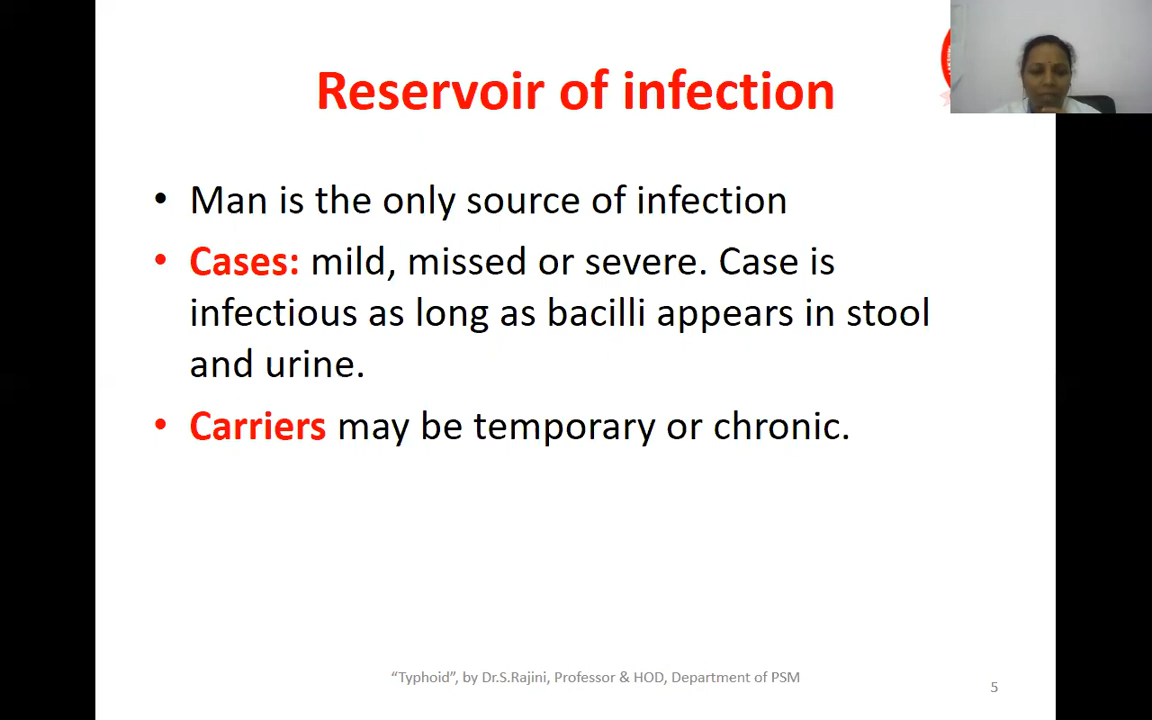 Reservoir of infection
• Man is the only source of infection
• Cases: mild, missed or severe. Case is
infectious as long as bacilli appears in stool
and urine.
• Carriers may be temporary or chronic.
“Typhoid”, by Dr.S.Rajini, Professor & HOD, Department of PSM
5